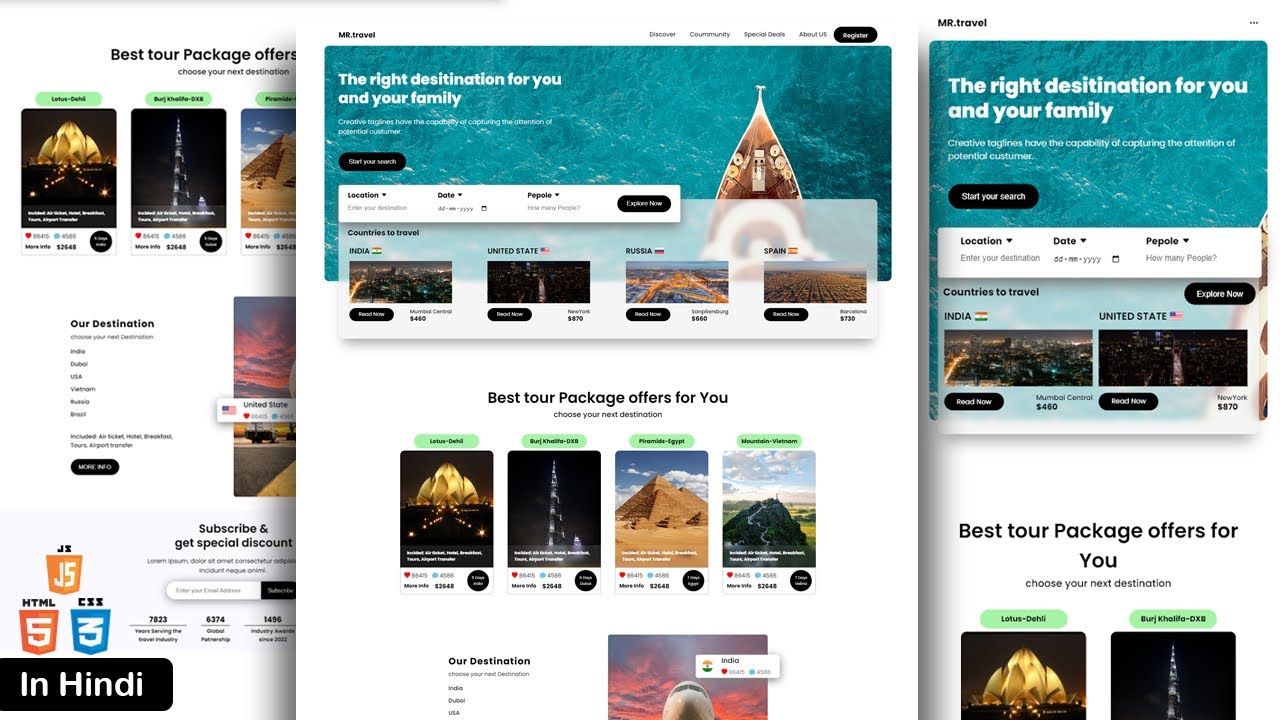 Best tour Package offers
choose your next destination
Lotus-Dehli
Burj Khalifa-DXB
Piramids-
Inclded: Air ticket, Hotel, Breakfast,
Tours, Airport Transfer
Inclded: Air ticket, Hotel, Breakfast,
Tours, Airport Transfer
86415 4586
More Info $2648
5 Days
India
86415 4586
More Info $2648
5 Days
Dubai
Our Destination
choose your next Destination
India
Dubai
USA
Vietnam
Russia
Brazil
Included: Air ticket, Hotel, Breakfast,
Tours, Airport transfer
MORE INFO
United State
86415 4586
Subscribe &
get special discount
Lorem ipsum, dolor sit amet consectetur adipisic
Incidunt neque animi .
Enter your Email Address
Subscribe
7823
Years Serving the
travel Industry
6374
Global
Patnership
1496
Industry Awards
since 2022
JS
JS
HTML
5
CSS
3
In Hindi
MR.travel
Discover
Coummunity
Special Deals
About US
Register
The right desitination for you
and your family
Creative taglines have the capability of capturing the attention of
potential custumer.
Start your search
Location
Enter your destination
Date
dd-mm-yyyy
Pepole
How many People?
Explore Now
Countries to travel
INDIA
Read Now
Mumbai Central
$460
UNITED STATE
Read Now
NewYork
$870
RUSSIA
Read Now
Sanpitersburg
$660
SPAIN
Read Now
Barcelona
$730
Best tour Package offers for You
choose your next destination
Lotus-Dehli
Burj Khalifa-DXB
Piramids-Egypt
Mountain-Vietnam
Inclded: Air ticket, Hotel, Breakfast,
Tours, Airport Transfer
Inclded: Air ticket, Hotel, Breakfast,
Tours, Airport Transfer
Inclded: Air ticket, Hotel, Breakfast,
Tours, Airport Transfer
Inclded: Air ticket, Hotel, Breakfast,
Tours, Airport Transfer
86415 4586
More Info $2648
5 Days
India
86415 4586
More Info $2648
5 Days
Dubai
86415 4586
More Info $2648
7 Days
Egypt
86415 4586
More Info $2648
7 Days
Our Destination
choose your next Destination
India
Dubai
USA
India
86415 4586
MR.travel
The right desitination for you
and your family
Creative taglines have the capability of capturing the attention of
potential custumer.
Start your search
Location
Enter your destination
Date
dd-mm-yyyy
Pepole
How many People?
Countries to travel
Explore Now
INDIA
Read Now
Mumbai Central
$460
UNITED STATE
Read Now
NewYork
$870
Best tour Package offers for
You
choose your next destination
Lotus-Dehli
Burj Khalifa-DXB